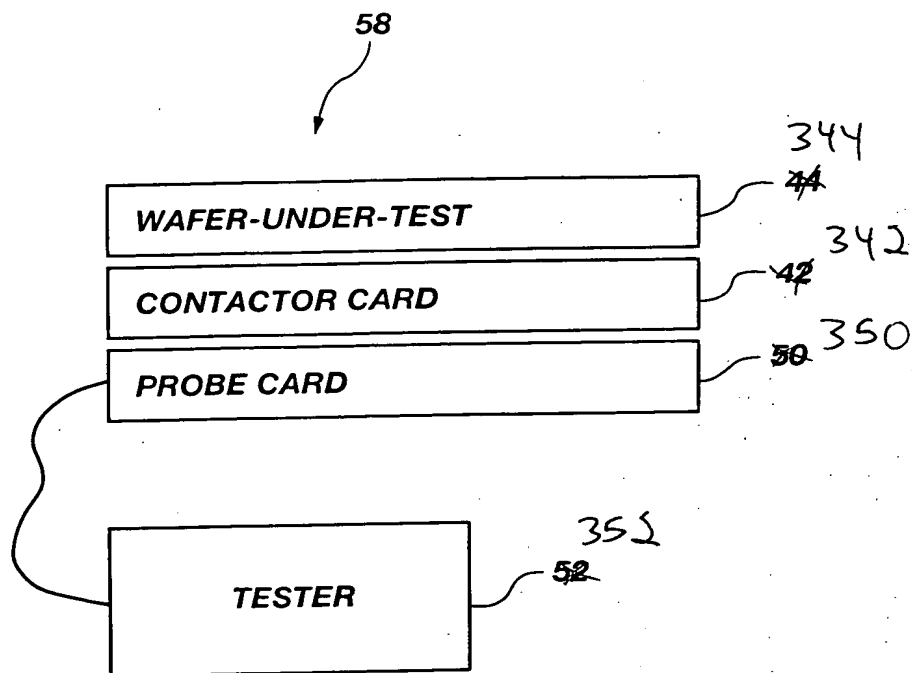 58
344
WAFER-UNDER-TEST
44
342
CONTACTOR CARD
42
350
PROBE CARD
50
352
TESTER
52